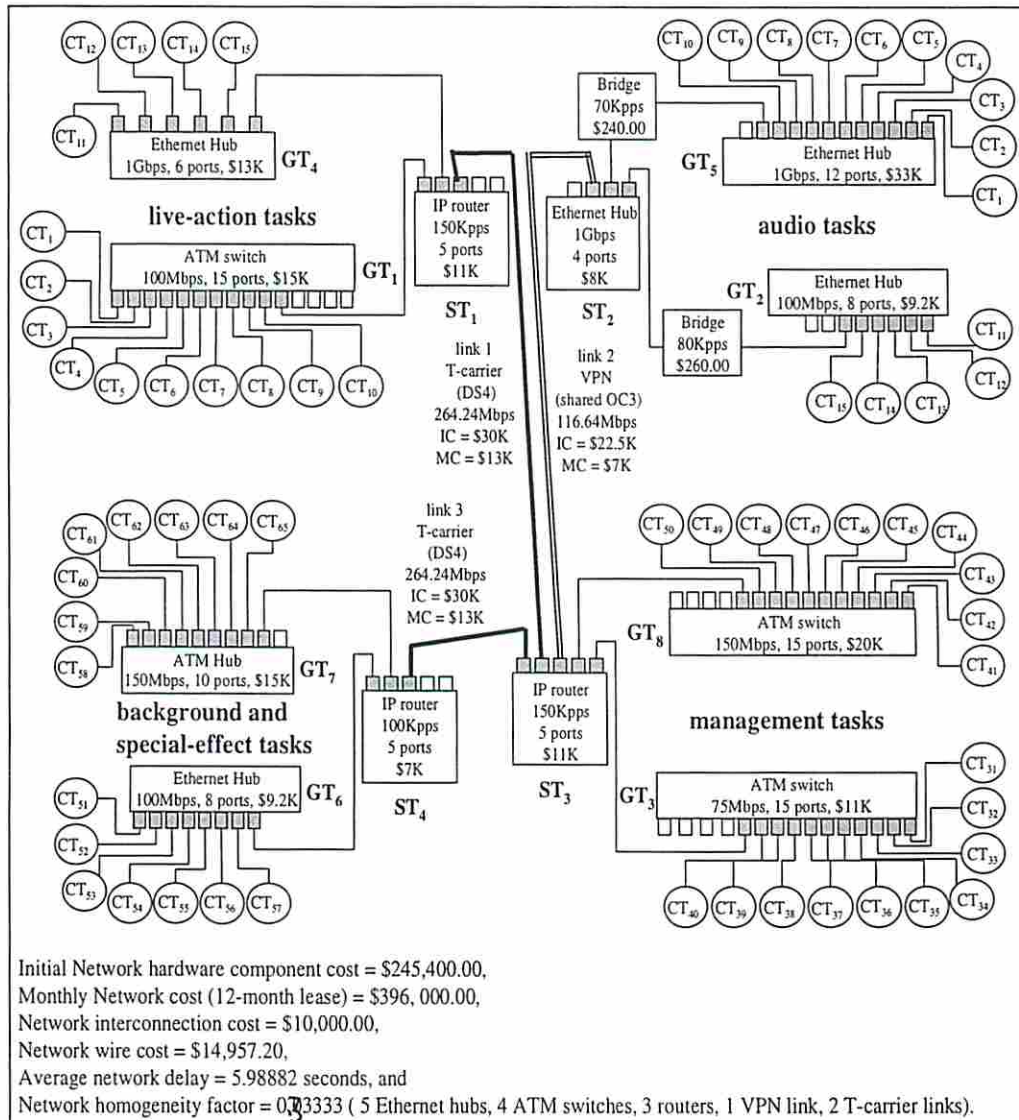 CT12
CT13
CT14
CT15
CT11
Ethernet Hub
1Gbps, 6 ports, $13K
GT4
live-action tasks
ATM switch
100Mbps, 15 ports, $15K
GT1
CT1
CT2
CT3
CT4
CT5
CT6
CT7
CT8
CT9
CT10
IP router
150Kpps
5 ports
$11K
ST1
Bridge
70Kpps
$240.00
Ethernet Hub
1Gbps
4 ports
$8K
ST2
CT10
CT9
CT8
CT7
CT6
CT5
CT4
CT3
CT2
CT1
GT5
Ethernet Hub
1Gbps, 12 ports, $33K
audio tasks
GT2
Ethernet Hub
100Mbps, 8 ports, $9.2K
Bridge
80Kpps
$260.00
CT11
CT12
CT13
CT14
CT15
link 1
T-carrier
(DS4)
264.24Mbps
IC = $30K
MC = $13K
link 2
VPN
(shared OC3)
116.64Mbps
IC = $22.5K
MC = $7K
link 3
T-carrier
(DS4)
264.24Mbps
IC = $30K
MC = $13K
CT61
CT62
CT63
CT64
CT65
CT60
CT59
CT58
ATM Hub
150Mbps, 10 ports, $15K
GT7
background and
special-effect tasks
Ethernet Hub
100Mbps, 8 ports, $9.2K
GT6
CT51
CT52
CT53
CT54
CT55
CT56
CT57
IP router
100Kpps
5 ports
$7K
ST4
IP router
150Kpps
5 ports
$11K
ST3
CT50
CT49
CT48
CT47
CT46
CT45
CT44
CT43
CT42
CT41
GT8
ATM switch
150Mbps, 15 ports, $20K
management tasks
GT3
ATM switch
75Mbps, 15 ports, $11K
CT31
CT32
CT33
CT34
CT35
CT36
CT37
CT38
CT39
CT40
Initial Network hardware component cost = $245,400.00,
Monthly Network cost (12-month lease) = $396, 000.00,
Network interconnection cost = $10,000.00,
Network wire cost = $14,957.20,
Average network delay = 5.98882 seconds, and
Network homogeneity factor = ( 5 Ethernet hubs, 4 ATM switches, 3 routers, 1 VPN link, 2 T-carrier links).